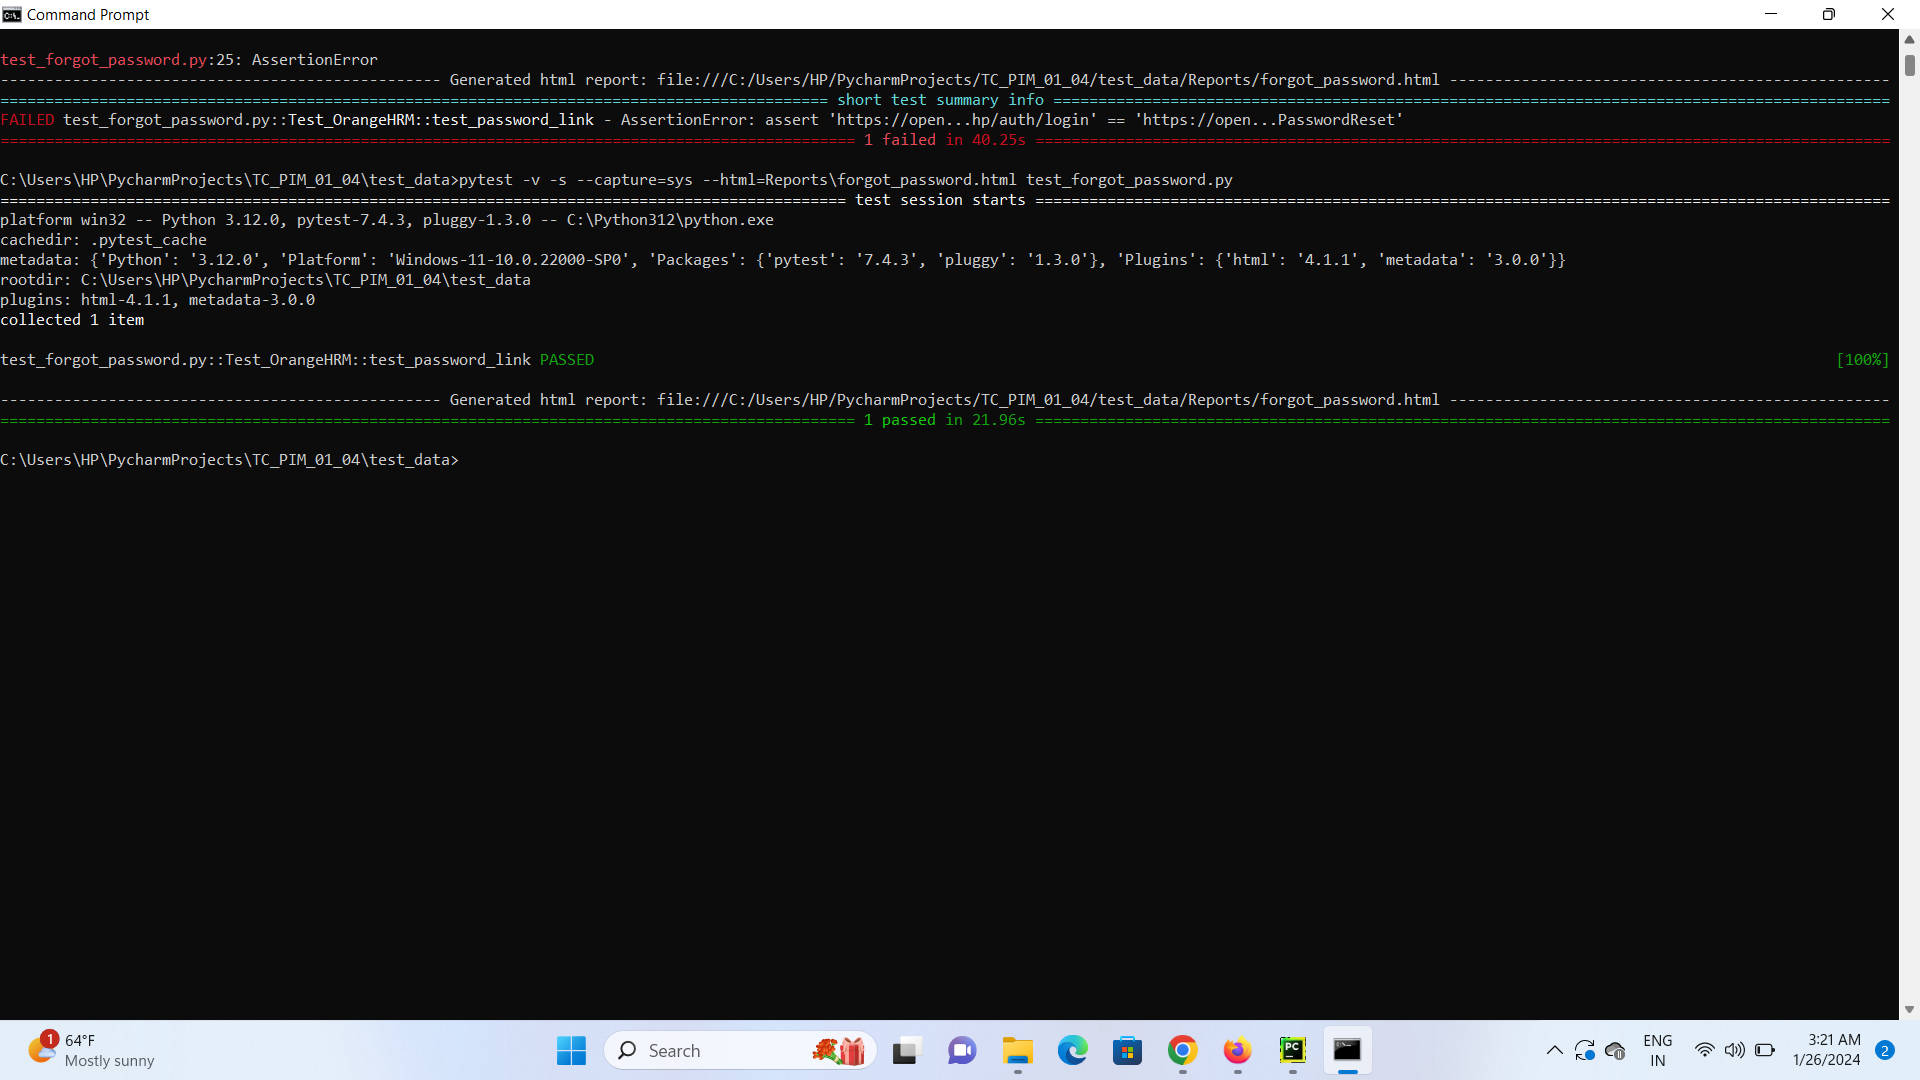 Command Prompt
test_forgot_password.py:25: AssertionError
------------------------------------------------- Generated html report: file:///C:/Users/HP/PycharmProjects/TC_PIM_01_04/test_data/Reports/forgot_password.html -------------------------------------------------
============================================================================================ short test summary info =============================================================================================
FAILED test_forgot_password.py::Test_OrangeHRM::test_password_link - AssertionError: assert 'https://open...hp/auth/login' == 'https://open...PasswordReset'
=============================================================================================== 1 failed in 40.25s ===============================================================================================
C:\Users\HP\PycharmProjects\TC_PIM_01_04\test_data>pytest -v -s --capture=sys --html=Reports\forgot_password.html test_forgot_password.py
============================================================================================== test session starts ===============================================================================================
platform win32 -- Python 3.12.0, pytest-7.4.3, pluggy-1.3.0 -- C:\Python312\python.exe
cachedir: .pytest_cache
metadata: {'Python': '3.12.0', 'Platform': 'Windows-11-10.0.22000-SP0', 'Packages': {'pytest': '7.4.3', 'pluggy': '1.3.0'}, 'Plugins': {'html': '4.1.1', 'metadata': '3.0.0'}}
rootdir: C:\Users\HP\PycharmProjects\TC_PIM_01_04\test_data
plugins: html-4.1.1, metadata-3.0.0
collected 1 item
test_forgot_password.py::Test_OrangeHRM::test_password_link PASSED [100%]
------------------------------------------------- Generated html report: file:///C:/Users/HP/PycharmProjects/TC_PIM_01_04/test_data/Reports/forgot_password.html -------------------------------------------------
=============================================================================================== 1 passed in 21.96s ===============================================================================================
C:\Users\HP\PycharmProjects\TC_PIM_01_04\test_data>
1
64°F
Mostly sunny
Search
PC
ENG
IN
3:21 AM
1/26/2024
2